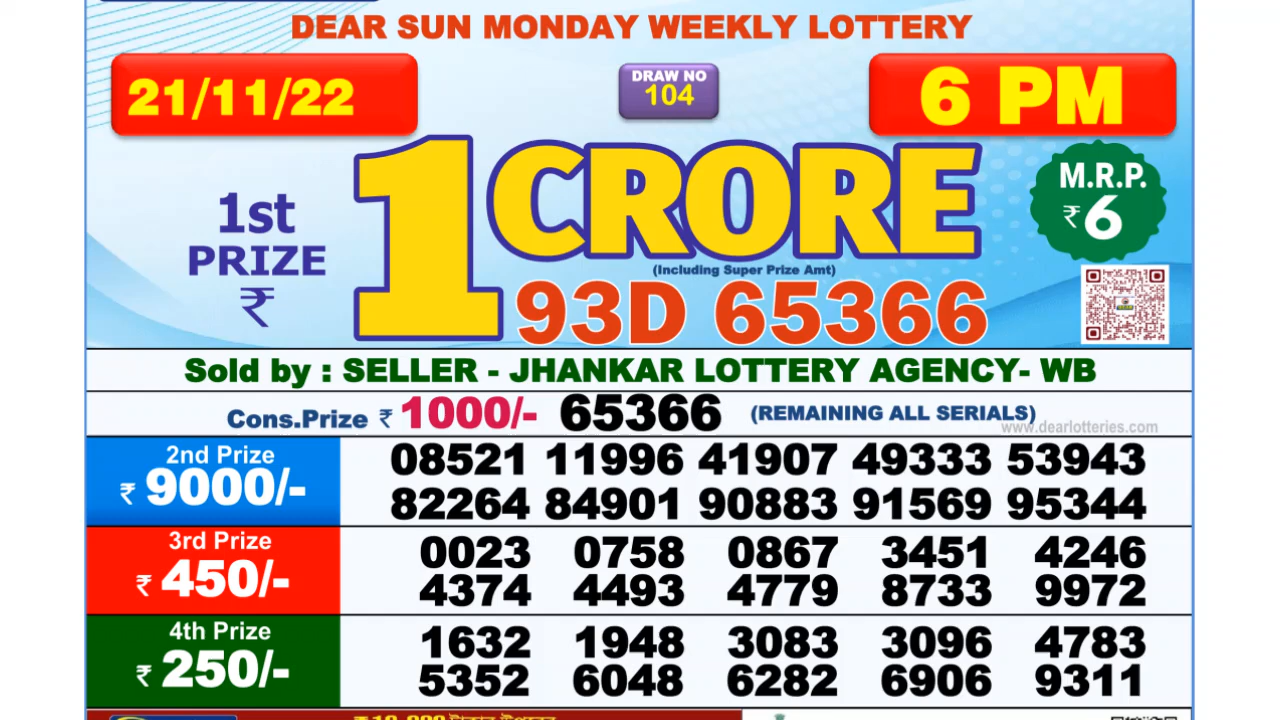 DEAR SUN MONDAY WEEKLY LOTTERY
21/11/22
DRAW NO
104
6 PM
1st
PRIZE
₹
1 CRORE
(Including Super Prize Amt)
93D 65366
M.R.P.
₹ 6
Sold by : SELLER - JHANKAR LOTTERY AGENCY- WB
Cons.Prize ₹ 1000/- 65366 (REMAINING ALL SERIALS)
www.dearlotteries.com
2nd Prize
₹ 9000/-
08521 11996 41907 49333 53943
82264 84901 90883 91569 95344
3rd Prize
₹ 450/-
0023 0758 0867 3451 4246
4374 4493 4779 8733 9972
4th Prize
₹ 250/-
1632 1948 3083 3096 4783
5352 6048 6282 6906 9311